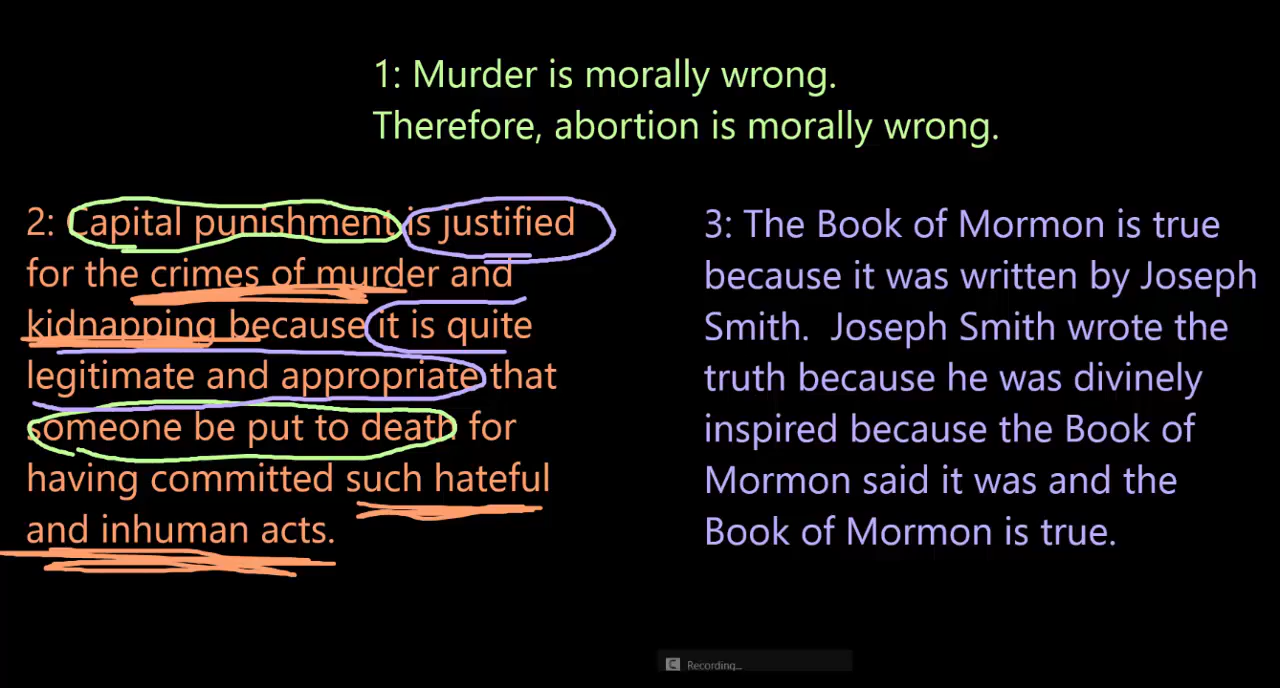 1: Murder is morally wrong.
Therefore, abortion is morally wrong.
2: Capital punishment is justified
for the crimes of murder and
kidnapping because it is quite
legitimate and appropriate that
someone be put to death for
having committed such hateful
and inhuman acts.
3: The Book of Mormon is true
because it was written by Joseph
Smith. Joseph Smith wrote the
truth because he was divinely
inspired because the Book of
Mormon said it was and the
Book of Mormon is true.
Recording...